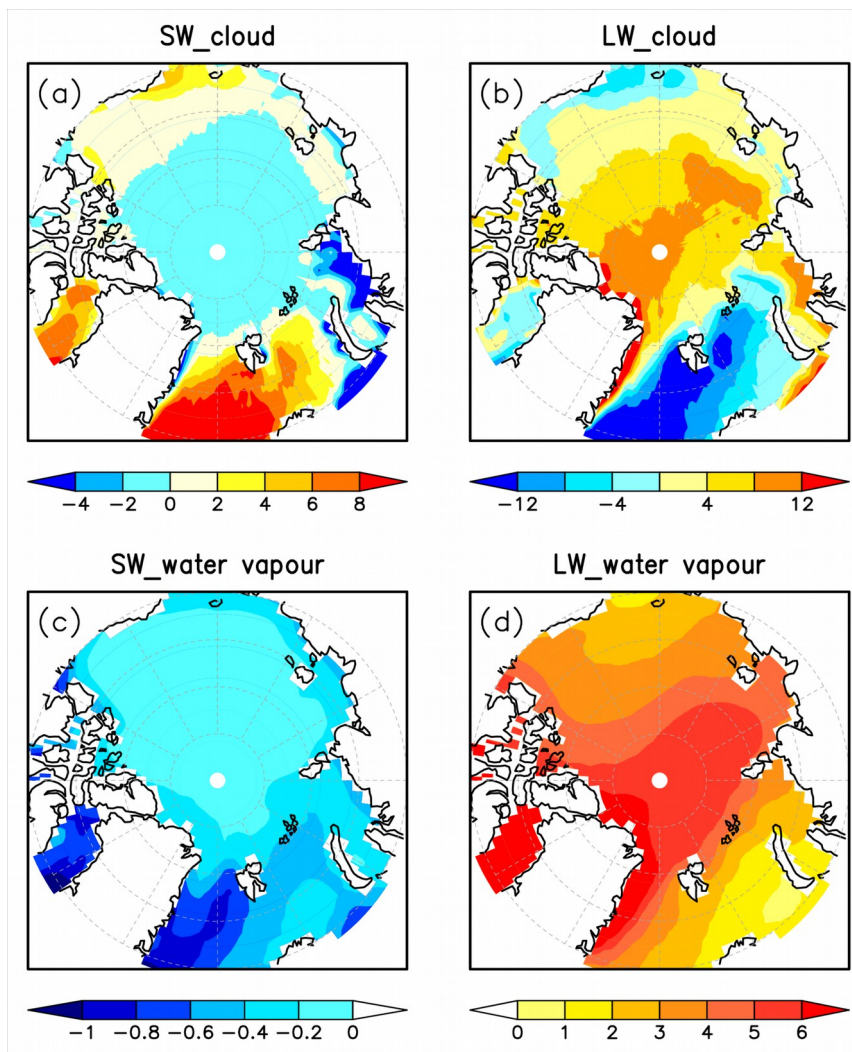 SW_cloud
LW_cloud
(a)
(b)
−4 −2 0 2 4 6 8
−12 −4 4 12
SW_water vapour
LW_water vapour
(c)
(d)
−1 −0.8 −0.6 −0.4 −0.2 0
0 1 2 3 4 5 6